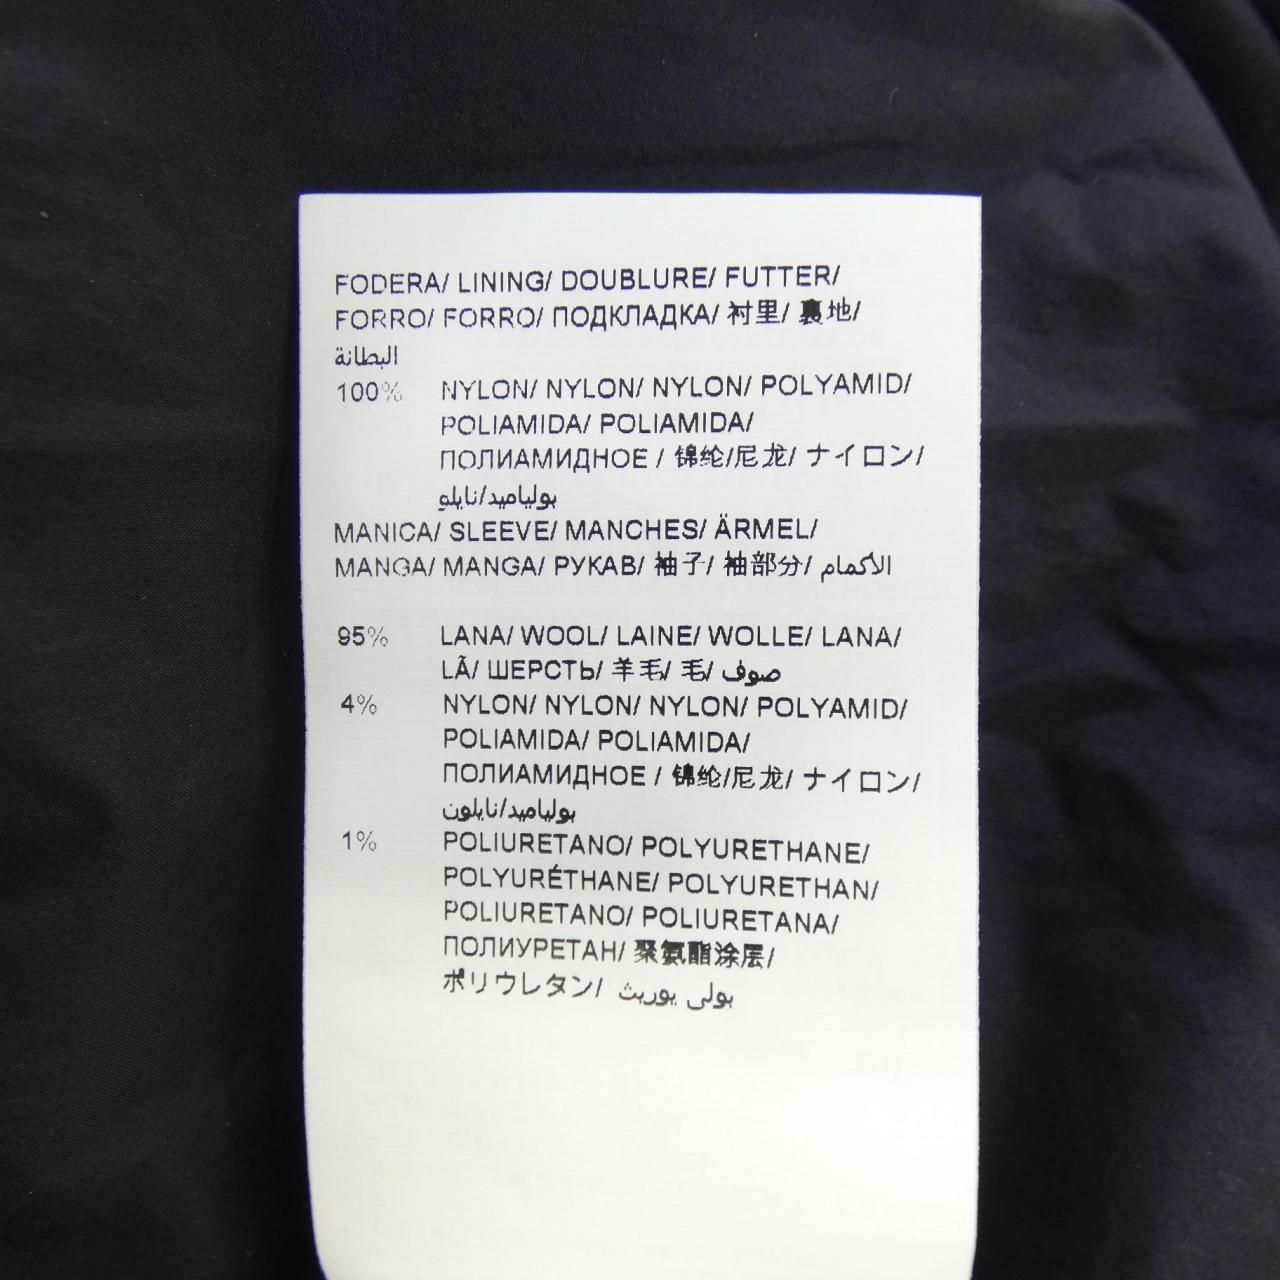 FODERA/ LINING/ DOUBLURE/ FUTTER/
FORRO/ FORRO/ ПОДКЛАДКА/ 衬里/ 裏地/
البطانة
100% NYLON/ NYLON/ NYLON/ POLYAMID/
POLIAMIDA/ POLIAMIDA/
ПОЛИАМИДНОЕ / 锦纶/尼龙/ ナイロン/
بولياميد/نايلو
MANICA/ SLEEVE/ MANCHES/ ÄRMEL/
MANGA/ MANGA/ РУКАВ/ 袖子/ 袖部分/ الأكمام
95% LANA/ WOOL/ LAINE/ WOLLE/ LANA/
LÃ/ ШЕРСТЬ/ 羊毛/ 毛/ صوف
4% NYLON/ NYLON/ NYLON/ POLYAMID/
POLIAMIDA/ POLIAMIDA/
ПОЛИАМИДНОЕ / 锦纶/尼龙/ ナイロン/
بولياميد/نايلون
1% POLIURETANO/ POLYURETHANE/
POLYURÉTHANE/ POLYURETHAN/
POLIURETANO/ POLIURETANA/
ПОЛИУРЕТАН/ 聚氨酯涂层/
ポリウレタン/ بولي يوريث